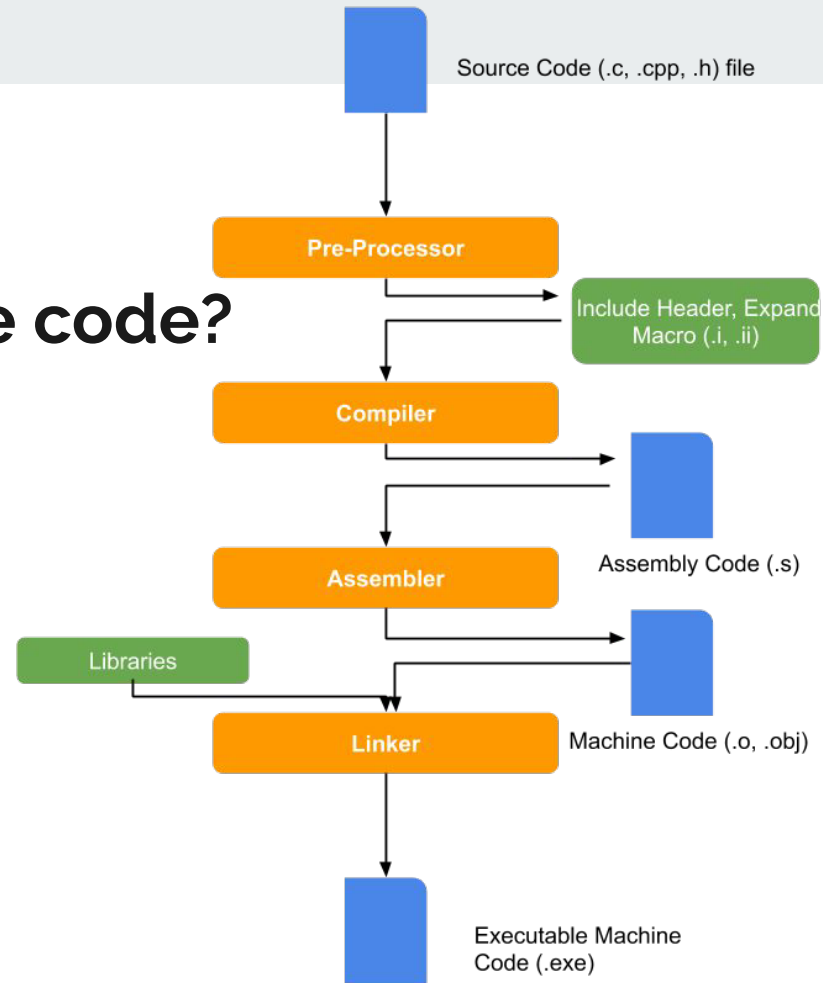 Source Code (.c, .cpp, .h) file
Pre-Processor
e code?
Include Header, Expand
Macro (.i, .ii)
Compiler
Assembly Code (.s)
Assembler
Libraries
Linker
Machine Code (.o, .obj)
Executable Machine
Code (.exe)